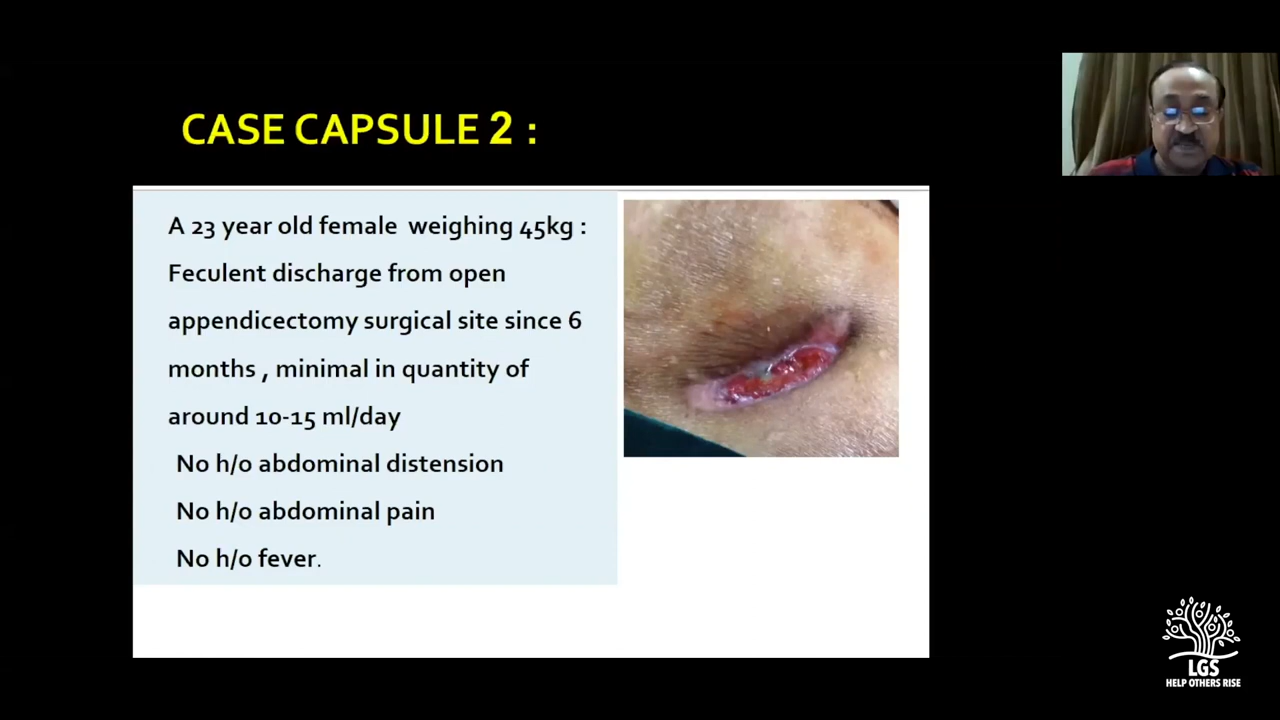 CASE CAPSULE 2 :
A 23 year old female weighing 45kg :
Feculent discharge from open
appendicectomy surgical site since 6
months , minimal in quantity of
around 10-15 ml/day
No h/o abdominal distension
No h/o abdominal pain
No h/o fever.
LGS
HELP OTHERS RISE